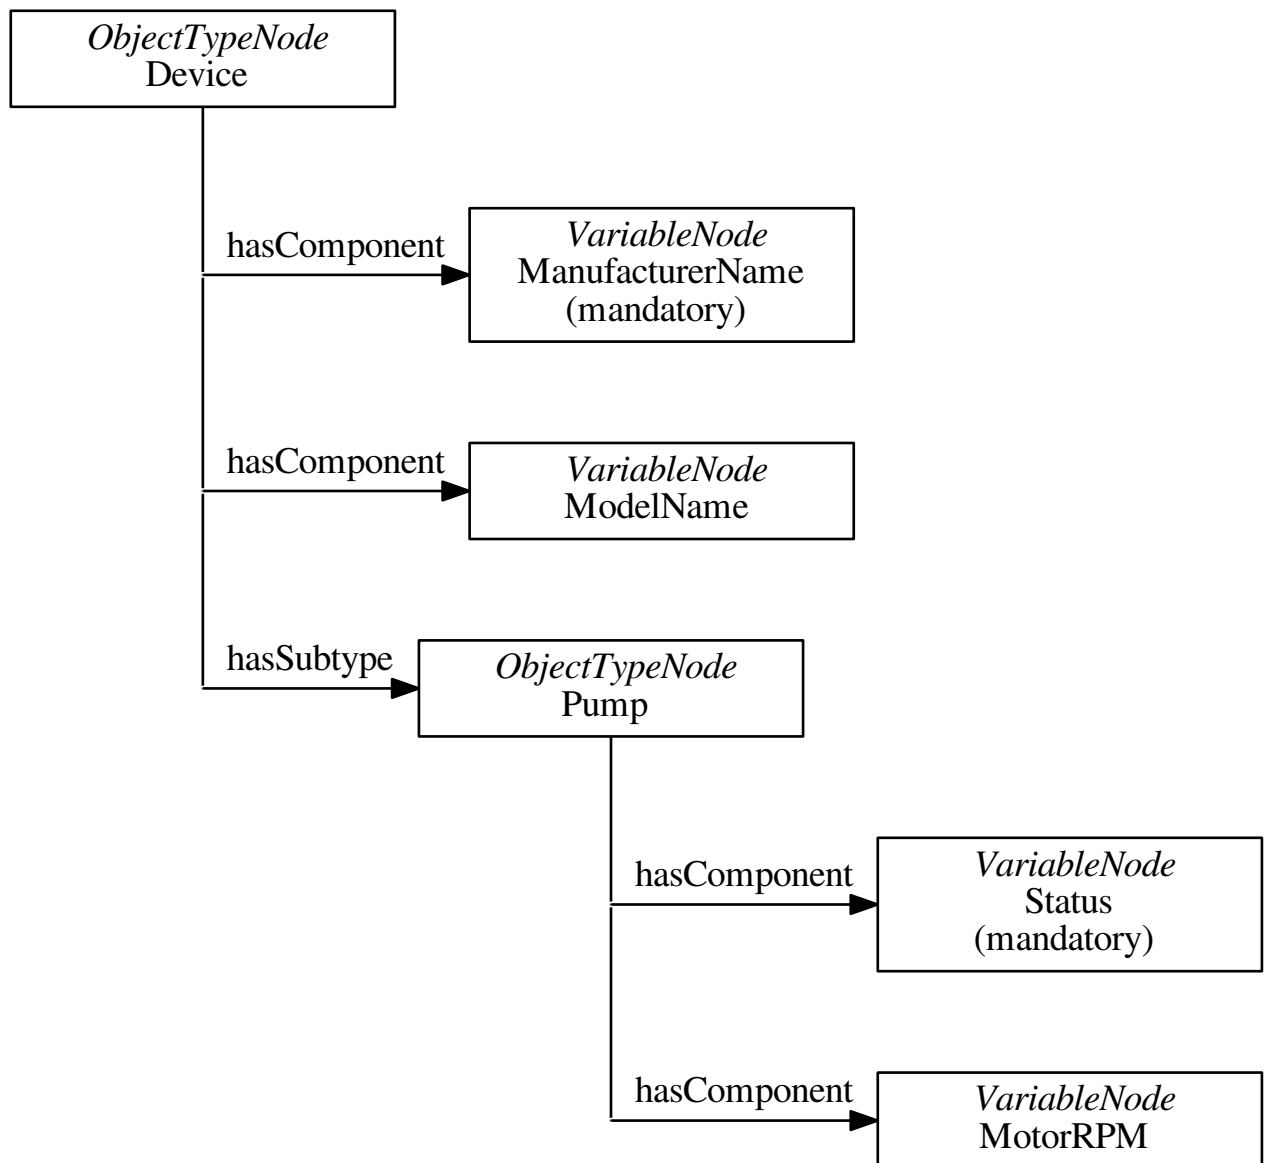 ObjectTypeNode
Device
hasComponent
VariableNode
ManufacturerName
(mandatory)
hasComponent
VariableNode
ModelName
hasSubtype
ObjectTypeNode
Pump
hasComponent
VariableNode
Status
(mandatory)
hasComponent
VariableNode
MotorRPM